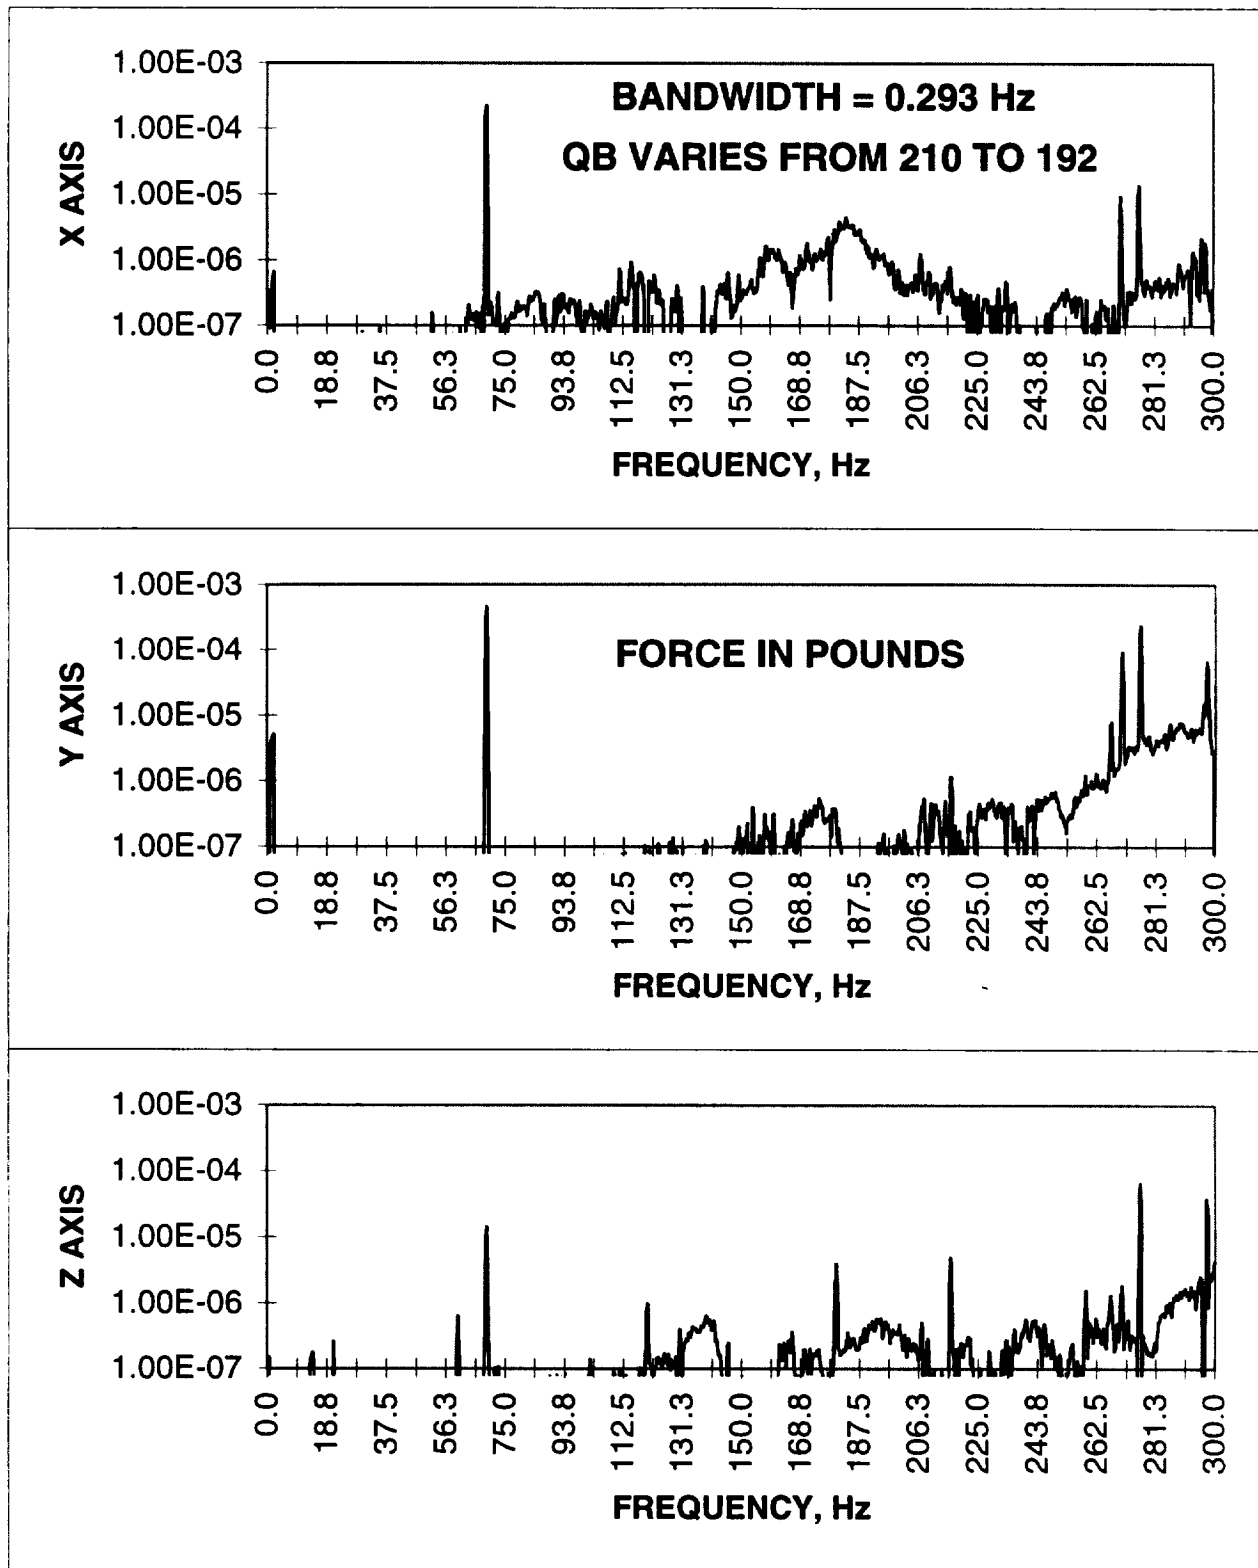 1.00E-03
1.00E-04
1.00E-05
1.00E-06
1.00E-07
X AXIS
BANDWIDTH = 0.293 Hz
QB VARIES FROM 210 TO 192
0.0 18.8 37.5 56.3 75.0 93.8 112.5 131.3 150.0 168.8 187.5 206.3 225.0 243.8 262.5 281.3 300.0
FREQUENCY, Hz
1.00E-03
1.00E-04
1.00E-05
1.00E-06
1.00E-07
Y AXIS
FORCE IN POUNDS
0.0 18.8 37.5 56.3 75.0 93.8 112.5 131.3 150.0 168.8 187.5 206.3 225.0 243.8 262.5 281.3 300.0
FREQUENCY, Hz
1.00E-03
1.00E-04
1.00E-05
1.00E-06
1.00E-07
Z AXIS
0.0 18.8 37.5 56.3 75.0 93.8 112.5 131.3 150.0 168.8 187.5 206.3 225.0 243.8 262.5 281.3 300.0
FREQUENCY, Hz